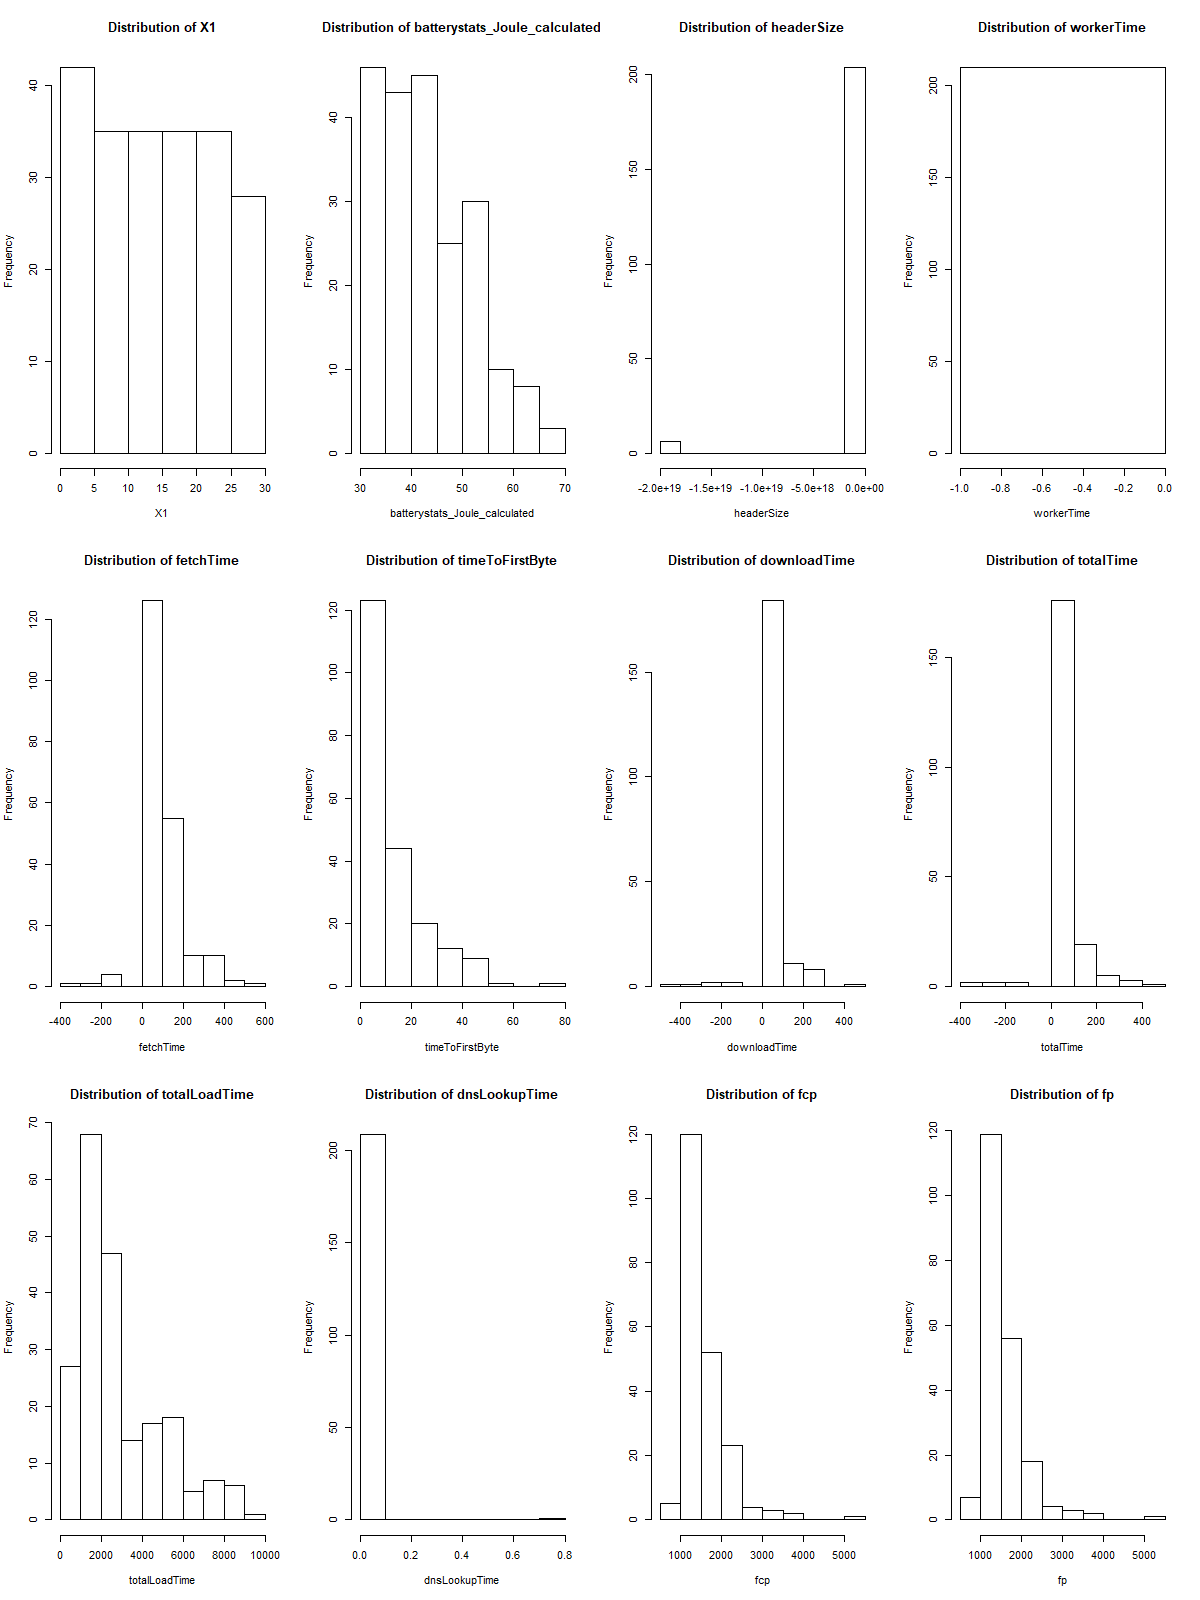 Distribution of X1
Frequency
0 10 20 30 40
0 5 10 15 20 25 30
X1
Distribution of batterystats_Joule_calculated
Frequency
0 10 20 30 40
30 40 50 60 70
batterystats_Joule_calculated
Distribution of headerSize
Frequency
0 50 100 150 200
-2.0e+19 -1.5e+19 -1.0e+19 -5.0e+18 0.0e+00
headerSize
Distribution of workerTime
Frequency
0 50 100 150 200
-1.0 -0.8 -0.6 -0.4 -0.2 0.0
workerTime
Distribution of fetchTime
Frequency
0 20 40 60 80 100 120
-400 -200 0 200 400 600
fetchTime
Distribution of timeToFirstByte
Frequency
0 20 40 60 80 100 120
0 20 40 60 80
timeToFirstByte
Distribution of downloadTime
Frequency
0 50 100 150
-400 -200 0 200 400
downloadTime
Distribution of totalTime
Frequency
0 50 100 150
-400 -200 0 200 400
totalTime
Distribution of totalLoadTime
Frequency
0 10 20 30 40 50 60 70
0 2000 4000 6000 8000 10000
totalLoadTime
Distribution of dnsLookupTime
Frequency
0 50 100 150 200
0.0 0.2 0.4 0.6 0.8
dnsLookupTime
Distribution of fcp
Frequency
0 20 40 60 80 100 120
1000 2000 3000 4000 5000
fcp
Distribution of fp
Frequency
0 20 40 60 80 100 120
1000 2000 3000 4000 5000
fp